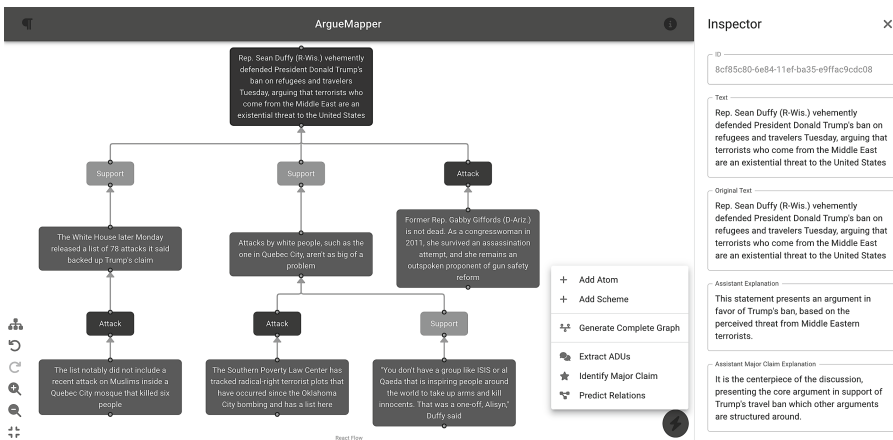 ArgueMapper
Rep. Sean Duffy (R-Wis.) vehemently
defended President Donald Trump's
ban on refugees and travelers
Tuesday, arguing that terrorists who
come from the Middle East are an
existential threat to the United States
Support
Support
Attack
The White House later Monday
released a list of 78 attacks it said
backed up Trump's claim
Attacks by white people, such as the
one in Quebec City, aren't as big of a
problem
Former Rep. Gabby Giffords (D-Ariz.)
is not dead. As a congresswoman in
2011, she survived an assassination
attempt, and she remains an
outspoken proponent of gun safety
reform
Attack
Attack
Support
The list notably did not include a
recent attack on Muslims inside a
Quebec City mosque that killed six
people
The Southern Poverty Law Center has
tracked radical-right terrorist plots that
have occurred since the Oklahoma
City bombing and has a list here
"You don't have a group like ISIS or al
Qaeda that is inspiring people around
the world to take up arms and kill
innocents. That was a one-off, Alisyn,"
Duffy said
React Flow
Add Atom
Add Scheme
Generate Complete Graph
Extract ADUs
Identify Major Claim
Predict Relations
Inspector
ID
8cf85c80-6e84-11ef-ba35-e9ffac9cdc08
Text
Rep. Sean Duffy (R-Wis.) vehemently
defended President Donald Trump's ban on
refugees and travelers Tuesday, arguing that
terrorists who come from the Middle East
are an existential threat to the United States
Original Text
Rep. Sean Duffy (R-Wis.) vehemently
defended President Donald Trump's ban on
refugees and travelers Tuesday, arguing that
terrorists who come from the Middle East
are an existential threat to the United States
Assistant Explanation
This statement presents an argument in
favor of Trump's ban, based on the
perceived threat from Middle Eastern
terrorists.
Assistant Major Claim Explanation
It is the centerpiece of the discussion,
presenting the core argument in support of
Trump's travel ban which other arguments
are structured around.